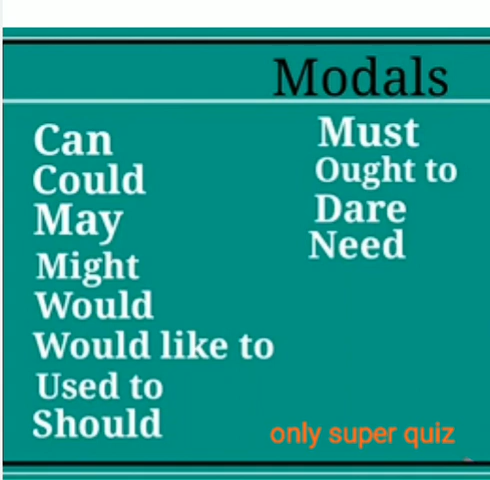 Modals
Can
Could
May
Might
Would
Would like to
Used to
Should
Must
Ought to
Dare
Need
only super quiz